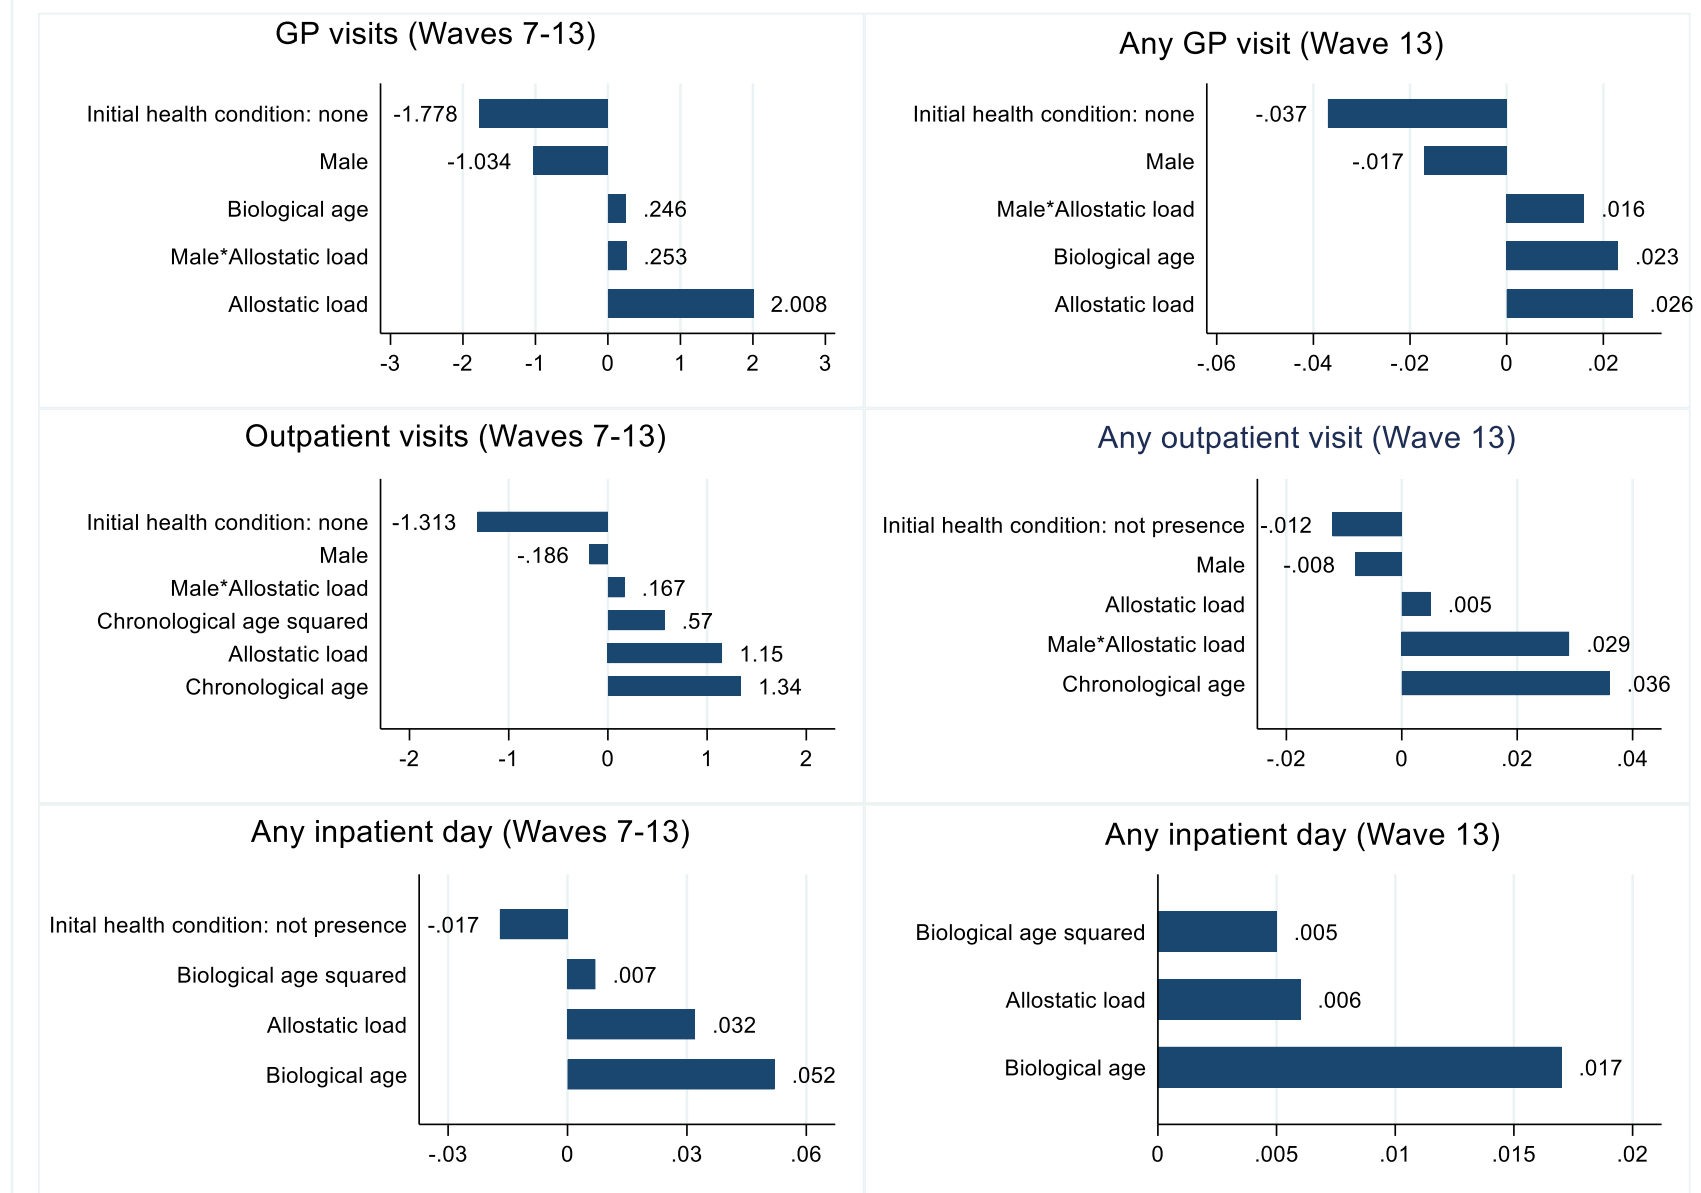 GP visits (Waves 7-13)
Initial health condition: none -1.778
Male -1.034
Biological age .246
Male*Allostatic load .253
Allostatic load 2.008
-3 -2 -1 0 1 2 3
Any GP visit (Wave 13)
Initial health condition: none -.037
Male -.017
Male*Allostatic load .016
Biological age .023
Allostatic load .026
-.06 -.04 -.02 0 .02
Outpatient visits (Waves 7-13)
Initial health condition: none -1.313
Male -.186
Male*Allostatic load .167
Chronological age squared .57
Allostatic load 1.15
Chronological age 1.34
-2 -1 0 1 2
Any outpatient visit (Wave 13)
Initial health condition: not presence -.012
Male -.008
Allostatic load .005
Male*Allostatic load .029
Chronological age .036
-.02 0 .02 .04
Any inpatient day (Waves 7-13)
Inital health condition: not presence -.017
Biological age squared .007
Allostatic load .032
Biological age .052
-.03 0 .03 .06
Any inpatient day (Wave 13)
Biological age squared .005
Allostatic load .006
Biological age .017
0 .005 .01 .015 .02